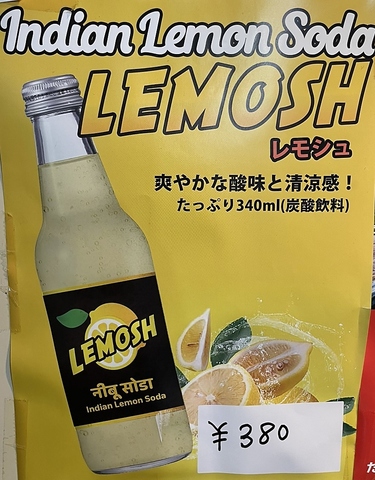 Indian Lemon Soda
LEMOSH
レモシュ
爽やかな酸味と清涼感！
たっぷり340ml(炭酸飲料)
LEMOSH
नीबू सोडा
Indian Lemon Soda
¥380
た